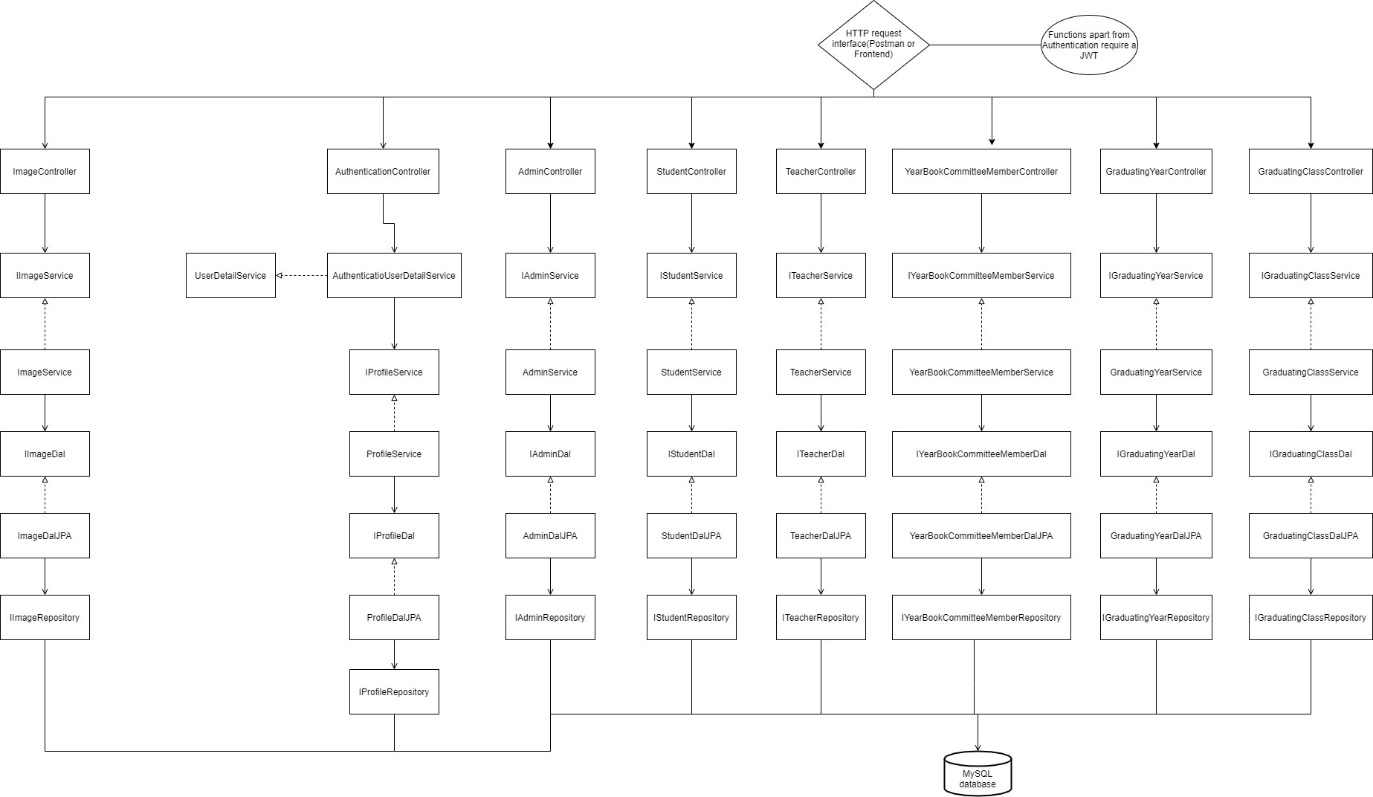 HTTP request
interface(Postman or
Frontend)
Functions apart from
Authentication require a
JWT
ImageController
AuthenticationController
AdminController
StudentController
TeacherController
YearBookCommitteeMemberController
GraduatingYearController
GraduatingClassController
IImageService
UserDetailService
AuthenticatioUserDetailService
IAdminService
IStudentService
ITeacherService
IYearBookCommitteeMemberService
IGraduatingYearService
IGraduatingClassService
ImageService
IProfileService
AdminService
StudentService
TeacherService
YearBookCommitteeMemberService
GraduatingYearService
GraduatingClassService
IImageDal
ProfileService
IAdminDal
IStudentDal
ITeacherDal
IYearBookCommitteeMemberDal
IGraduatingYearDal
IGraduatingClassDal
ImageDalJPA
IProfileDal
AdminDalJPA
StudentDalJPA
TeacherDalJPA
YearBookCommitteeMemberDalJPA
GraduatingYearDalJPA
GraduatingClassDalJPA
IImageRepository
ProfileDalJPA
IAdminRepository
IStudentRepository
ITeacherRepository
IYearBookCommitteeMemberRepository
IGraduatingYearRepository
IGraduatingClassRepository
IProfileRepository
MySQL
database